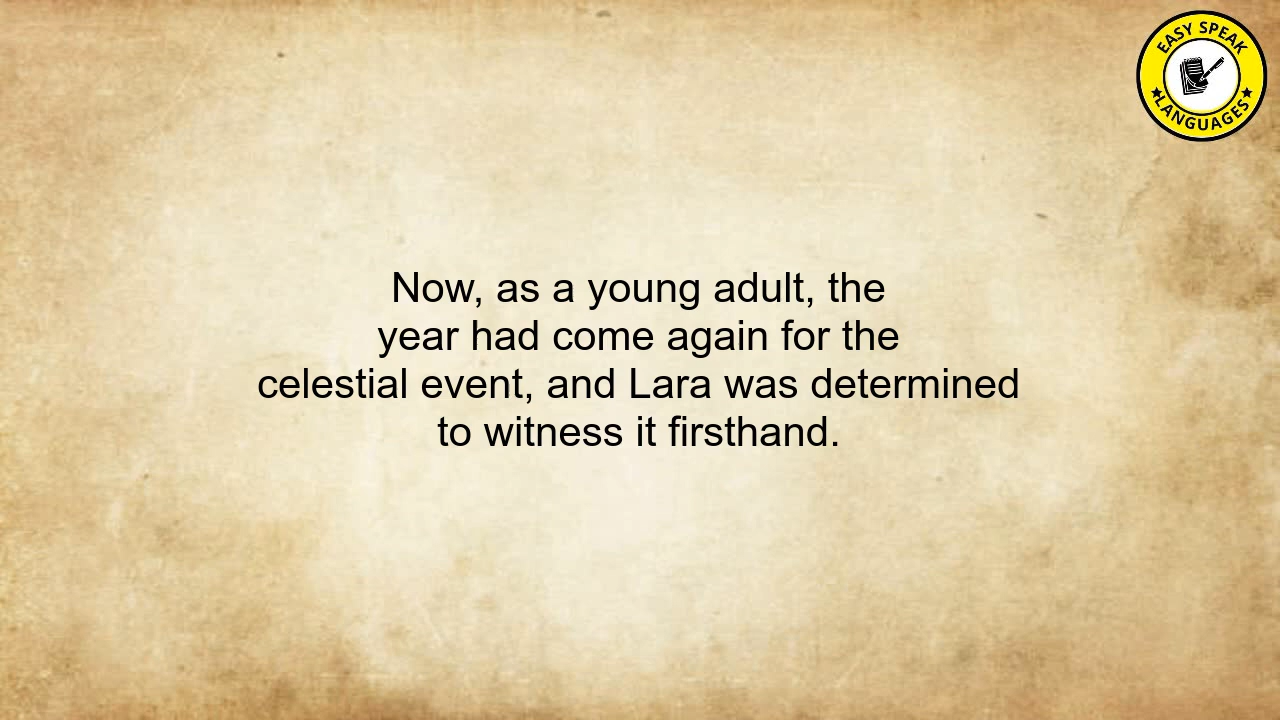 EASY SPEAK
LANGUAGES
Now, as a young adult, the
year had come again for the
celestial event, and Lara was determined
to witness it firsthand.